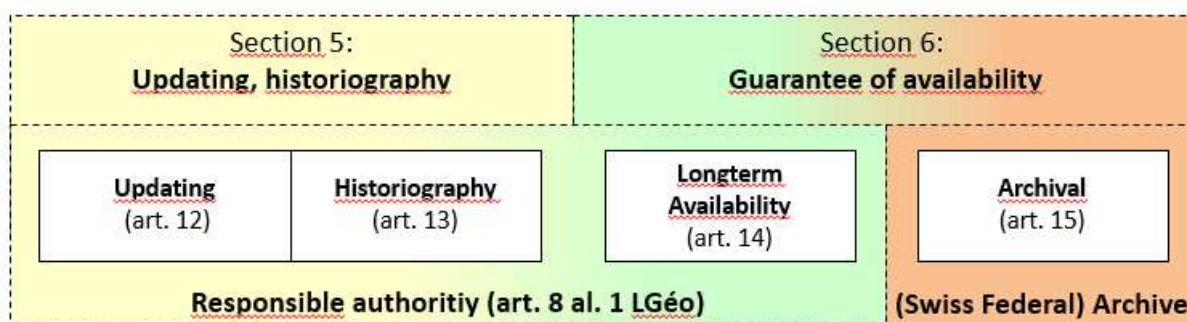 Section 5:
Updating, historiography
Section 6:
Guarantee of availability
Updating
(art. 12)
Historiography
(art. 13)
Longterm
Availability
(art. 14)
Archival
(art. 15)
Responsible authoritiy (art. 8 al. 1 LGéo)
(Swiss Federal) Archive